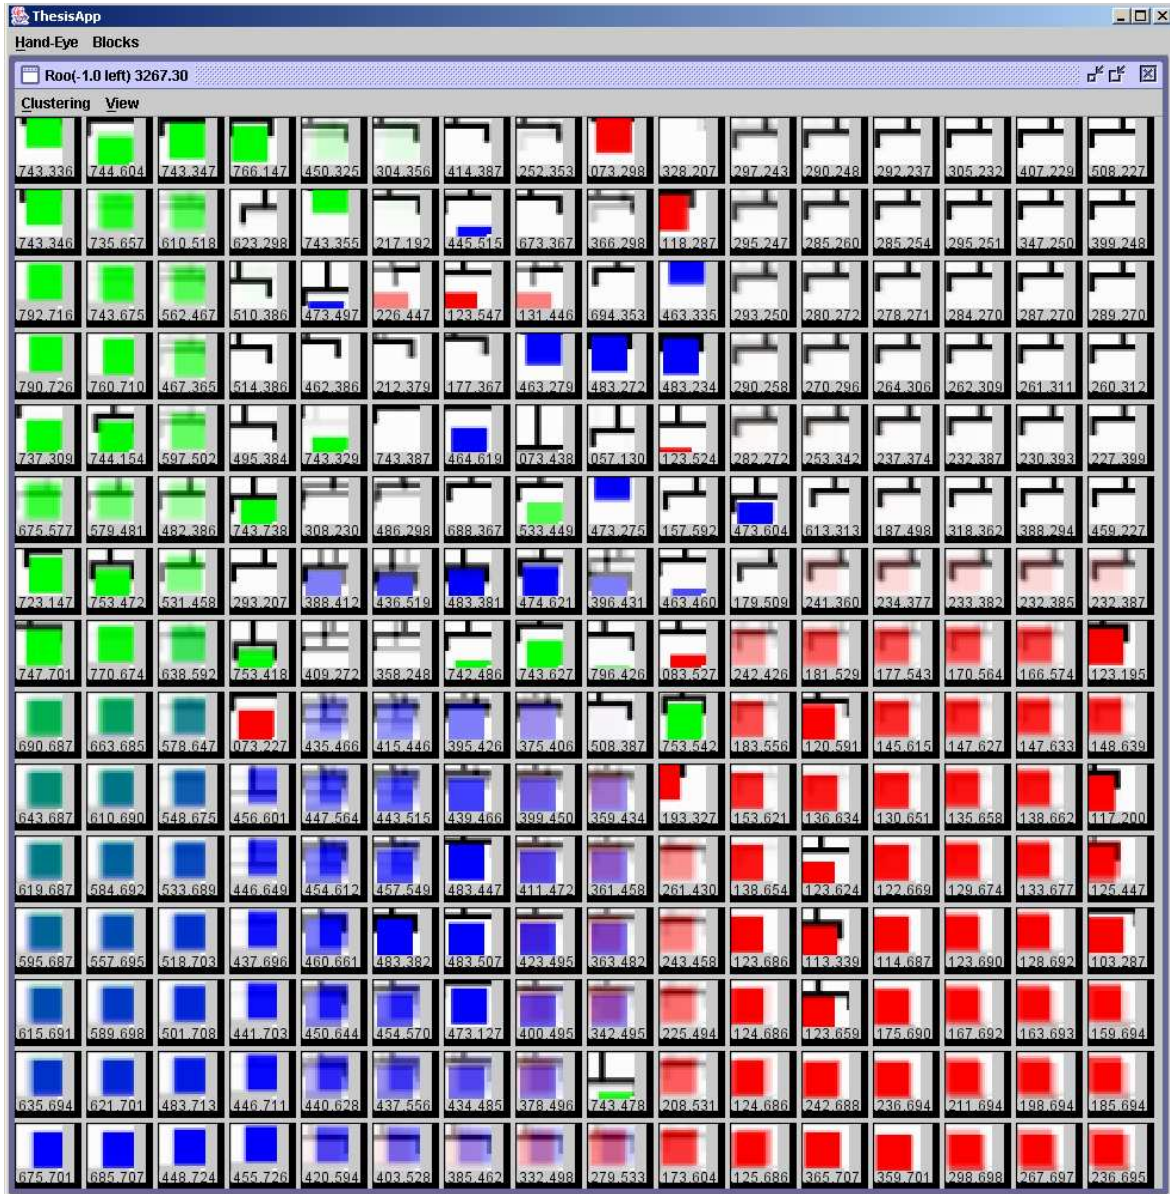 ThesisApp
Hand-Eye Blocks
Roo(-1.0 left) 3267.30
Clustering View
743.336 744.604 743.347 766.147 450.325 304.356 414.387 252.353 073.298 328.207 297.243 290.248 292.237 305.232 407.229 508.227
743.346 735.657 610.518 623.298 743.355 217.192 445.515 673.367 366.298 118.287 295.247 285.260 285.254 295.251 347.250 399.248
792.716 743.675 562.467 510.386 473.497 226.447 123.547 131.446 694.353 463.335 293.250 280.272 278.271 284.270 287.270 289.270
790.726 760.710 467.365 514.386 462.386 212.379 177.367 463.279 483.272 483.234 290.258 270.296 264.306 262.309 261.311 260.312
737.309 744.154 597.502 495.384 743.329 743.387 464.619 073.438 057.130 123.524 282.272 253.342 237.374 232.387 230.393 227.399
675.577 579.481 482.386 743.738 308.230 486.298 688.367 533.449 473.275 157.592 473.604 613.313 187.498 318.362 388.294 459.227
723.147 753.472 531.458 293.207 388.412 436.519 483.381 474.621 396.431 463.460 179.509 241.360 234.377 233.382 232.385 232.387
747.701 770.674 638.592 753.418 409.272 358.248 742.486 743.627 796.426 083.527 242.426 181.529 177.543 170.564 166.574 123.195
690.687 663.685 578.647 073.227 435.466 415.446 395.426 375.406 508.387 753.542 183.556 120.591 145.615 147.627 147.633 148.639
643.687 610.690 548.675 456.601 447.564 443.515 439.466 399.450 359.434 193.327 153.621 136.634 130.651 135.658 138.662 117.200
619.687 584.692 533.689 446.649 454.612 457.549 483.447 411.472 361.458 261.430 138.654 123.624 122.669 129.674 133.677 125.447
595.687 557.695 518.703 437.696 460.661 483.382 483.507 423.495 363.482 243.458 123.686 113.339 114.687 123.690 128.692 103.287
615.691 589.698 501.708 441.703 450.644 454.570 473.127 400.495 342.495 225.494 124.686 123.659 175.690 167.692 163.693 159.694
635.694 621.701 483.713 446.711 440.628 437.556 434.485 378.496 743.478 208.531 124.686 242.688 236.694 211.694 198.694 185.694
675.701 685.707 448.724 455.726 420.594 403.528 385.462 332.498 279.533 173.604 125.686 365.707 359.701 298.698 267.697 236.695